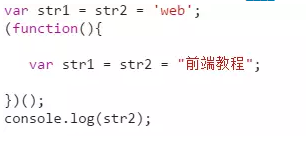 var str1 = str2 = 'web';
(function(){
var str1 = str2 = "前端教程";
})();
console.log(str2);